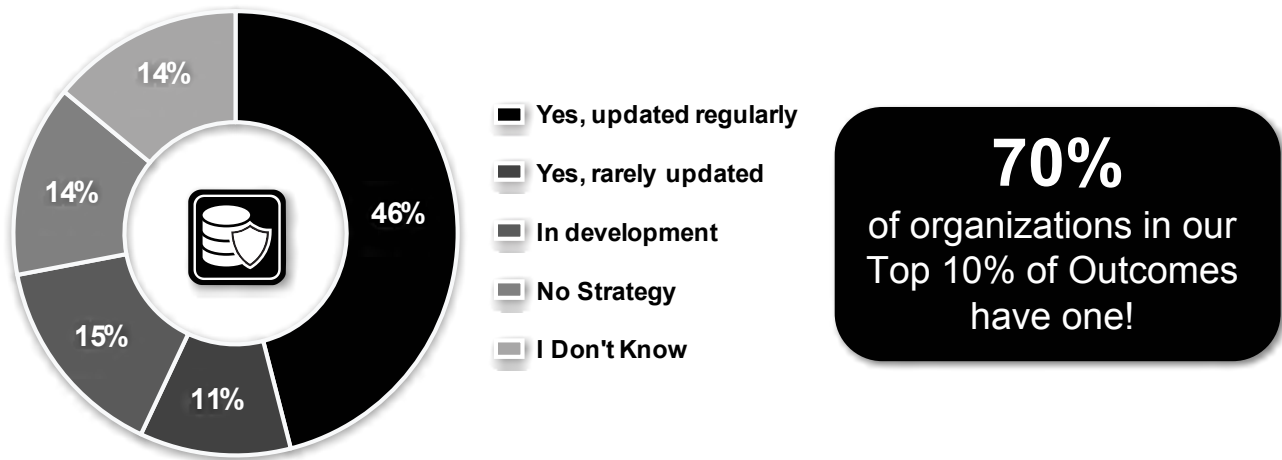 14%
14%
46%
15%
11%
Yes, updated regularly
Yes, rarely updated
In development
No Strategy
I Don't Know
70%
of organizations in our
Top 10% of Outcomes
have one!